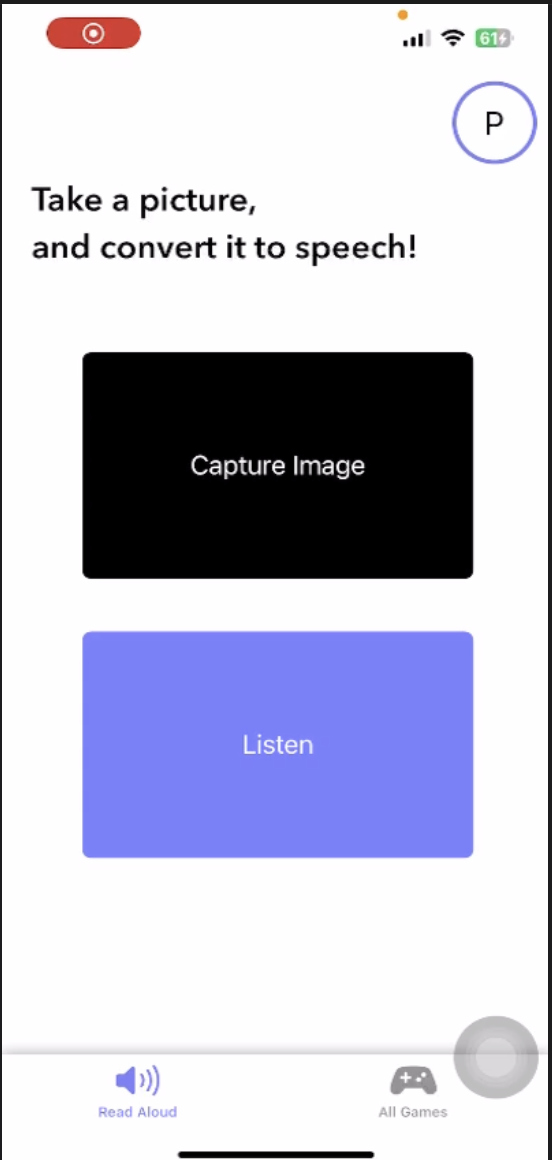 61
P
Take a picture,
and convert it to speech!
Capture Image
Listen
Read Aloud
All Games